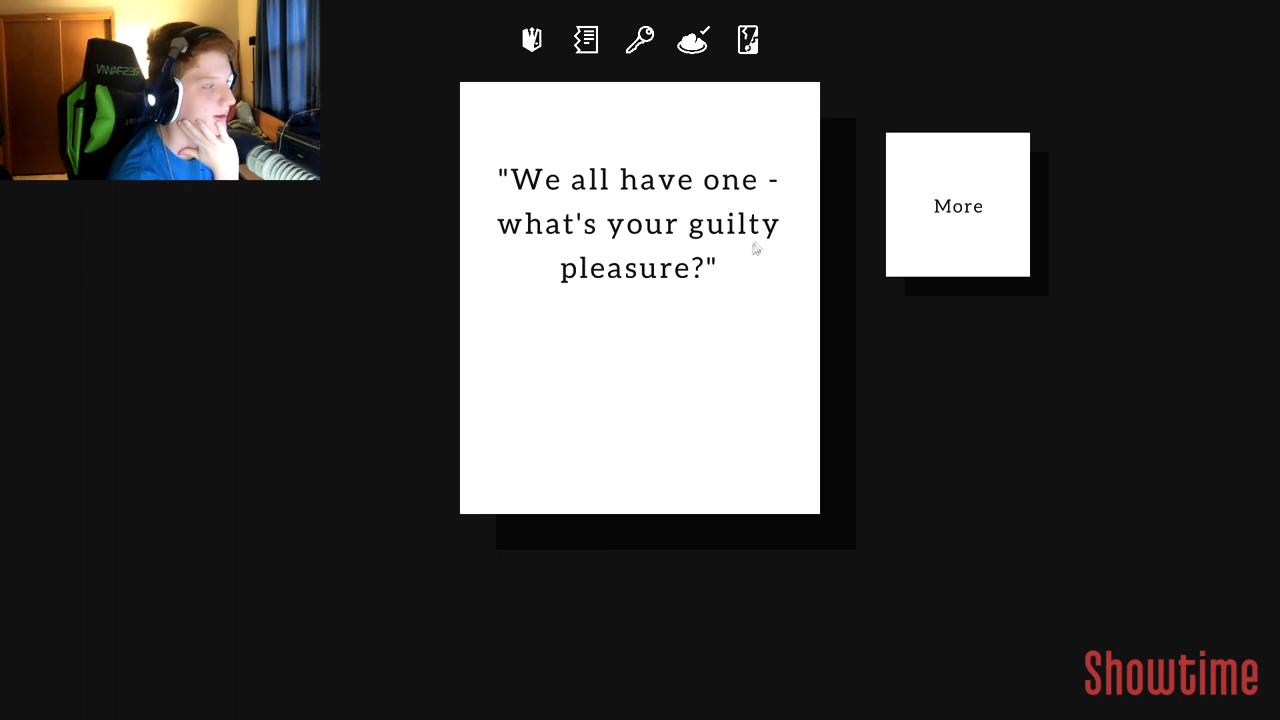 "We all have one -
what's your guilty
pleasure?"
More
Showtime